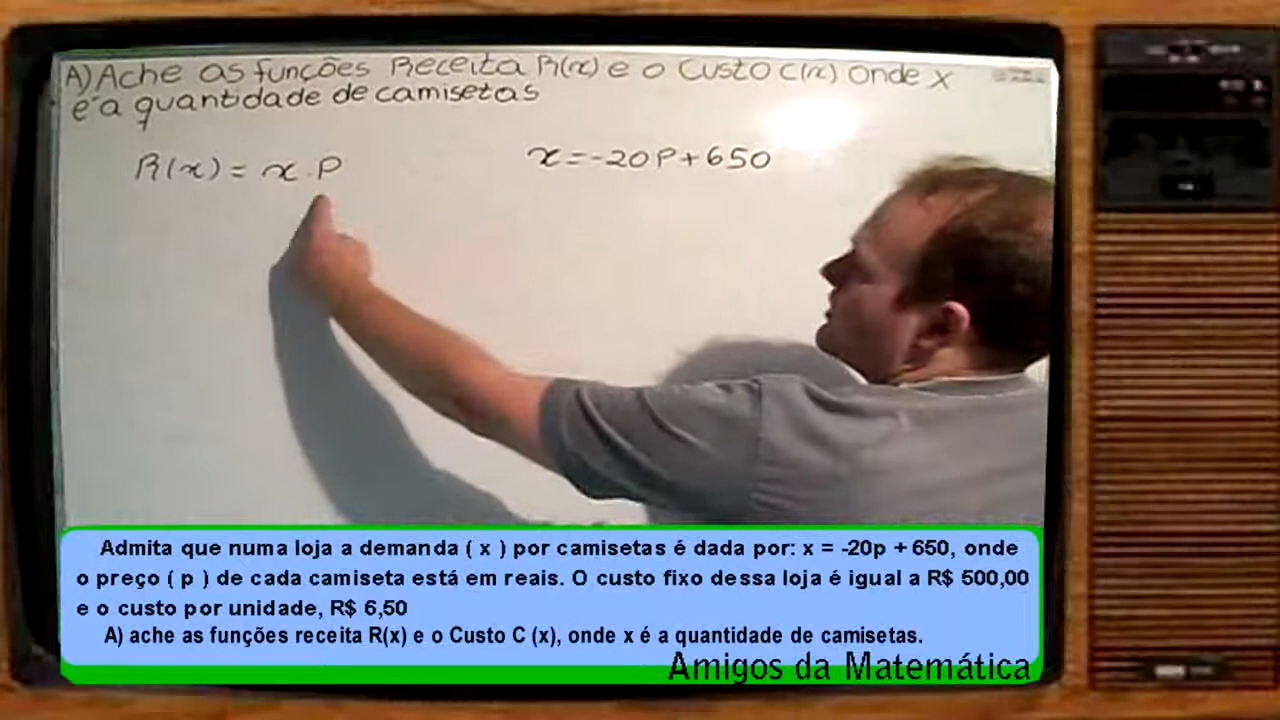 A) Ache as funções Receita R(x) e o Custo C(x) onde x
é a quantidade de camisetas
R(x) = x.P
x=-20P+650
Admita que numa loja a demanda ( x ) por camisetas é dada por: x = -20p + 650, onde
o preço ( p ) de cada camiseta está em reais. O custo fixo dessa loja é igual a R$ 500,00
e o custo por unidade, R$ 6,50
A) ache as funções receita R(x) e o Custo C (x), onde x é a quantidade de camisetas.
Amigos da Matemática